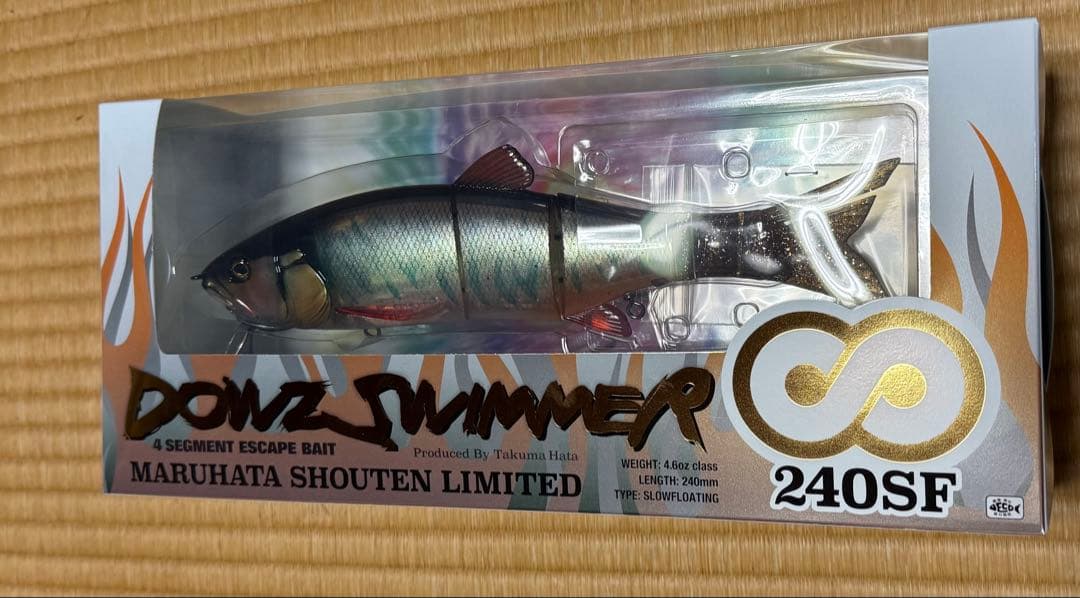 DOWZ SWIMMER
4 SEGMENT ESCAPE BAIT
Produced By Takuma Hata
MARUHATA SHOUTEN LIMITED
WEIGHT: 4.6oz class
LENGTH: 240mm
TYPE: SLOWFLOATING
240SF